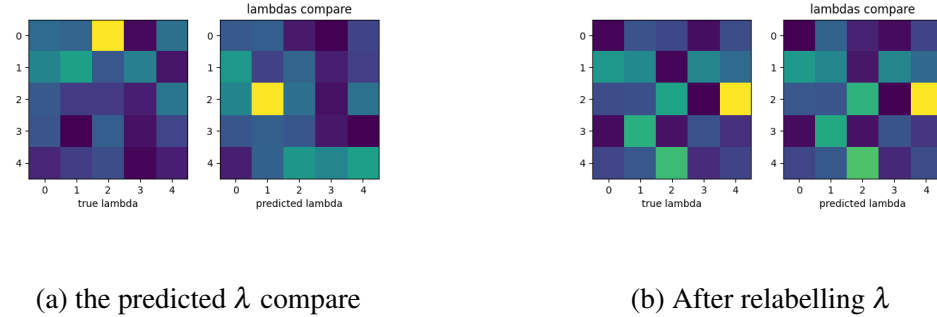 lambdas compare
lambdas compare
0
1
2
3
4
0 1 2 3 4
true lambda
0
1
2
3
4
0 1 2 3 4
predicted lambda
0
1
2
3
4
0 1 2 3 4
true lambda
0
1
2
3
4
0 1 2 3 4
predicted lambda
(a) the predicted λ compare
(b) After relabelling λ